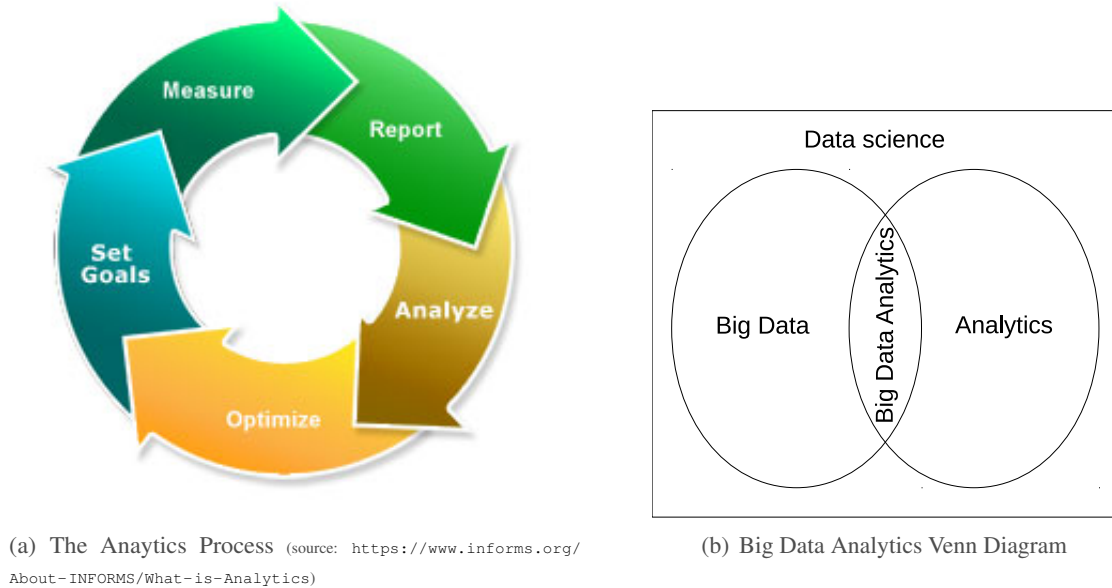 Measure
Report
Analyze
Optimize
Set
Goals
(a) The Anaytics Process (source: https://www.informs.org/
About-INFORMS/What-is-Analytics)
Data science
Big Data
Big Data Analytics
Analytics
(b) Big Data Analytics Venn Diagram